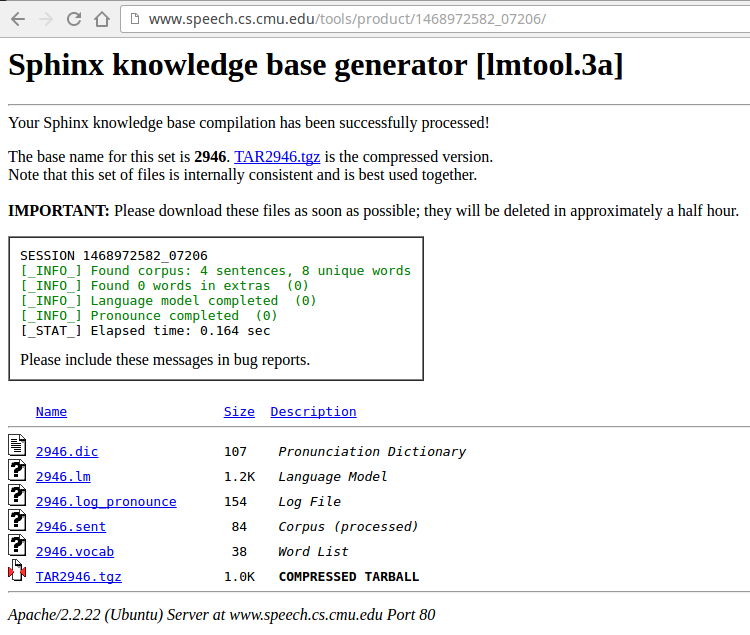 www.speech.cs.cmu.edu/tools/product/1468972582_07206/
Sphinx knowledge base generator [lmtool.3a]
Your Sphinx knowledge base compilation has been successfully processed!
The base name for this set is 2946. TAR2946.tgz is the compressed version.
Note that this set of files is internally consistent and is best used together.
IMPORTANT: Please download these files as soon as possible; they will be deleted in approximately a half hour.
SESSION 1468972582_07206
[_INFO_] Found corpus: 4 sentences, 8 unique words
[_INFO_] Found 0 words in extras  (0)
[_INFO_] Language model completed  (0)
[_INFO_] Pronounce completed  (0)
[_STAT_] Elapsed time: 0.164 sec
Please include these messages in bug reports.
Name Size Description
2946.dic 107 Pronunciation Dictionary
2946.lm 1.2K Language Model
2946.log_pronounce 154 Log File
2946.sent 84 Corpus (processed)
2946.vocab 38 Word List
TAR2946.tgz 1.0K COMPRESSED TARBALL
Apache/2.2.22 (Ubuntu) Server at www.speech.cs.cmu.edu Port 80